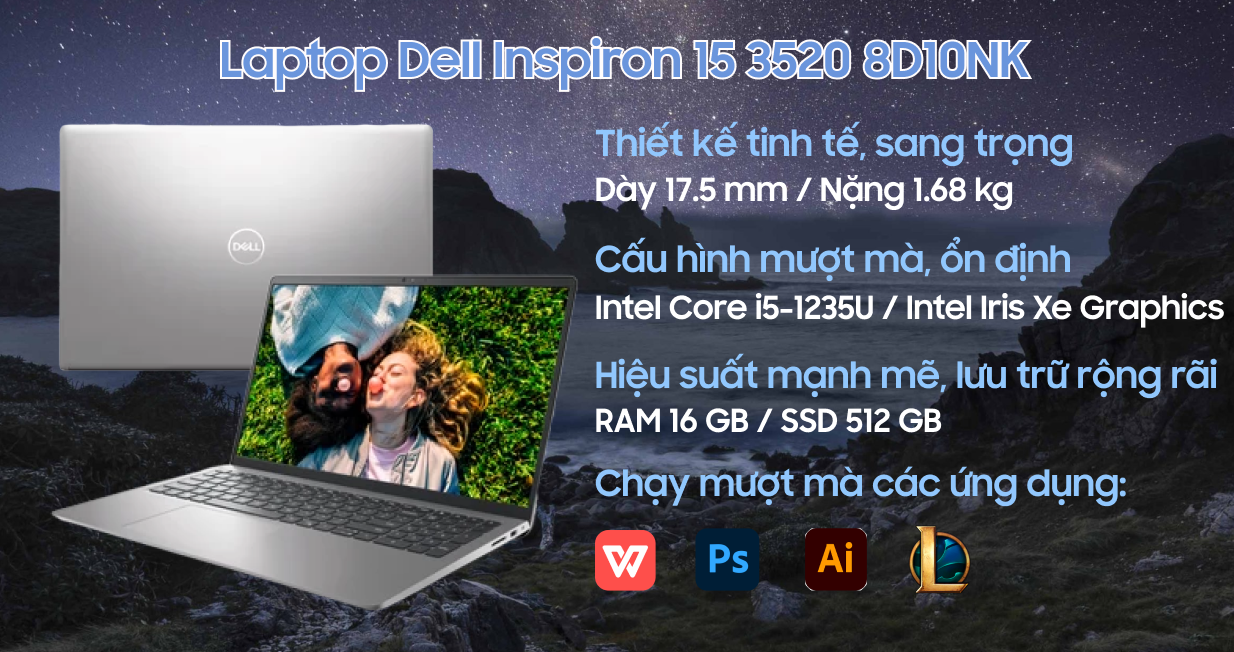 Laptop Dell Inspiron 15 3520 8D10NK
Thiết kế tinh tế, sang trọng
Dày 17.5 mm / Nặng 1.68 kg
Cấu hình mượt mà, ổn định
Intel Core i5-1235U / Intel Iris Xe Graphics
Hiệu suất mạnh mẽ, lưu trữ rộng rãi
RAM 16 GB / SSD 512 GB
Chạy mượt mà các ứng dụng:
W Ps Ai L
DELL